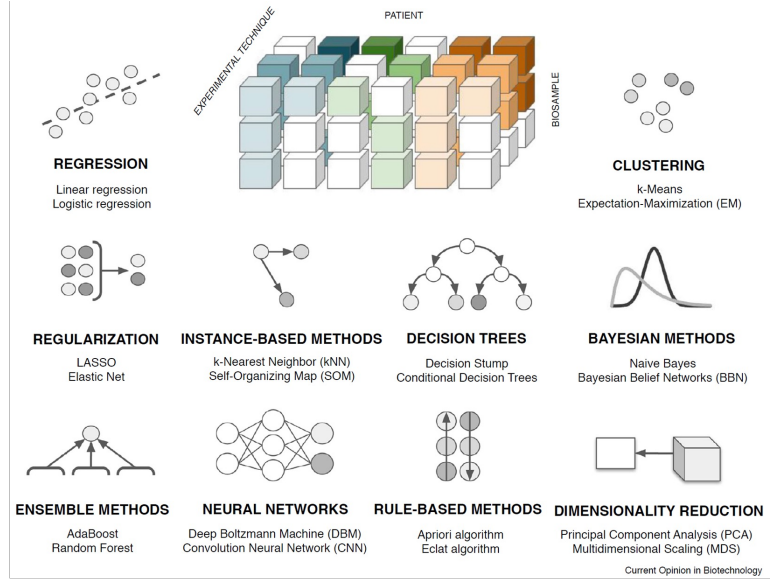 PATIENT
EXPERIMENTAL TECHNIQUE
BIOSAMPLE
REGRESSION
Linear regression
Logistic regression
CLUSTERING
k-Means
Expectation-Maximization (EM)
REGULARIZATION
LASSO
Elastic Net
INSTANCE-BASED METHODS
k-Nearest Neighbor (kNN)
Self-Organizing Map (SOM)
DECISION TREES
Decision Stump
Conditional Decision Trees
BAYESIAN METHODS
Naive Bayes
Bayesian Belief Networks (BBN)
ENSEMBLE METHODS
AdaBoost
Random Forest
NEURAL NETWORKS
Deep Boltzmann Machine (DBM)
Convolution Neural Network (CNN)
RULE-BASED METHODS
Apriori algorithm
Eclat algorithm
DIMENSIONALITY REDUCTION
Principal Component Analysis (PCA)
Multidimensional Scaling (MDS)
Current Opinion in Biotechnology